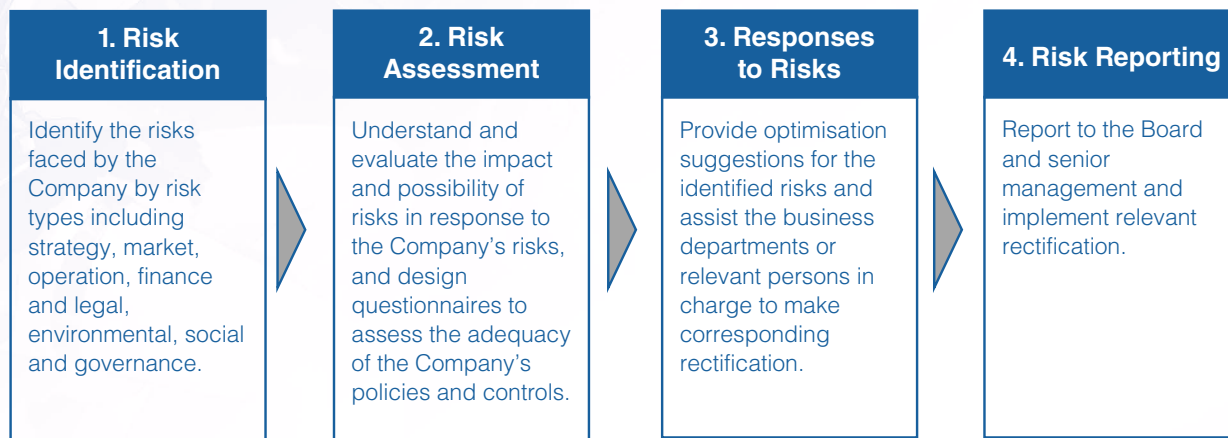 1. Risk
Identification
Identify the risks
faced by the
Company by risk
types including
strategy, market,
operation, finance
and legal,
environmental, social
and governance.
2. Risk
Assessment
Understand and
evaluate the impact
and possibility of
risks in response to
the Company's risks,
and design
questionnaires to
assess the adequacy
of the Company's
policies and controls.
3. Responses
to Risks
Provide optimisation
suggestions for the
identified risks and
assist the business
departments or
relevant persons in
charge to make
corresponding
rectification.
4. Risk Reporting
Report to the Board
and senior
management and
implement relevant
rectification.